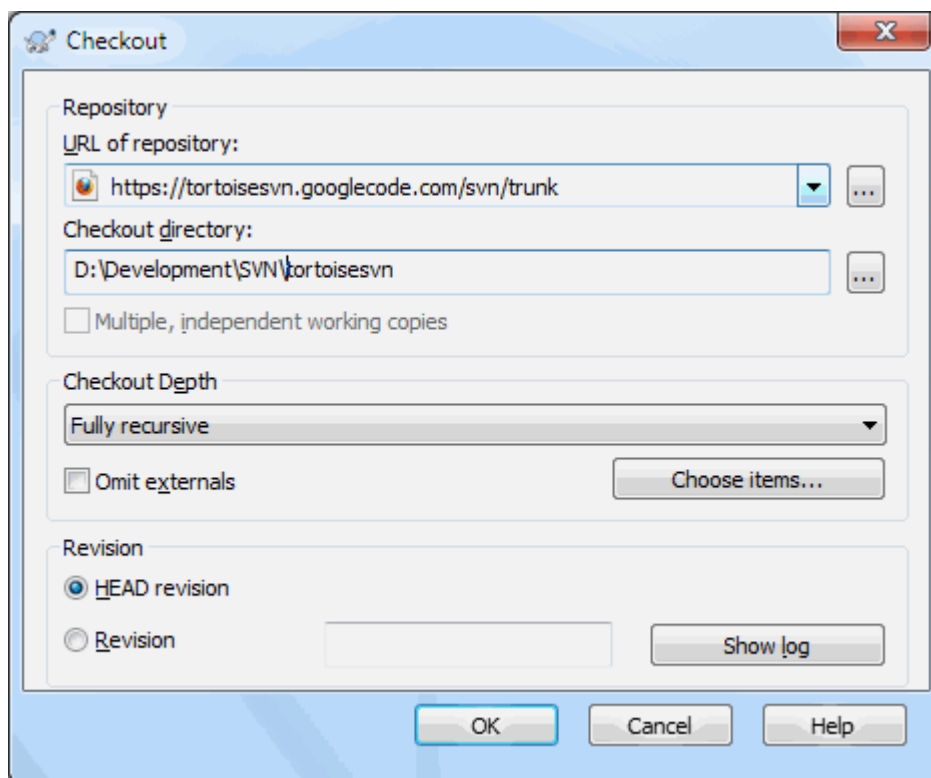 Checkout
Repository
URL of repository:
https://tortoisesvn.googlecode.com/svn/trunk
...
Checkout directory:
D:\Development\SVN\tortoisesvn
...
Multiple, independent working copies
Checkout Depth
Fully recursive
Omit externals
Choose items...
Revision
HEAD revision
Revision
Show log
OK
Cancel
Help